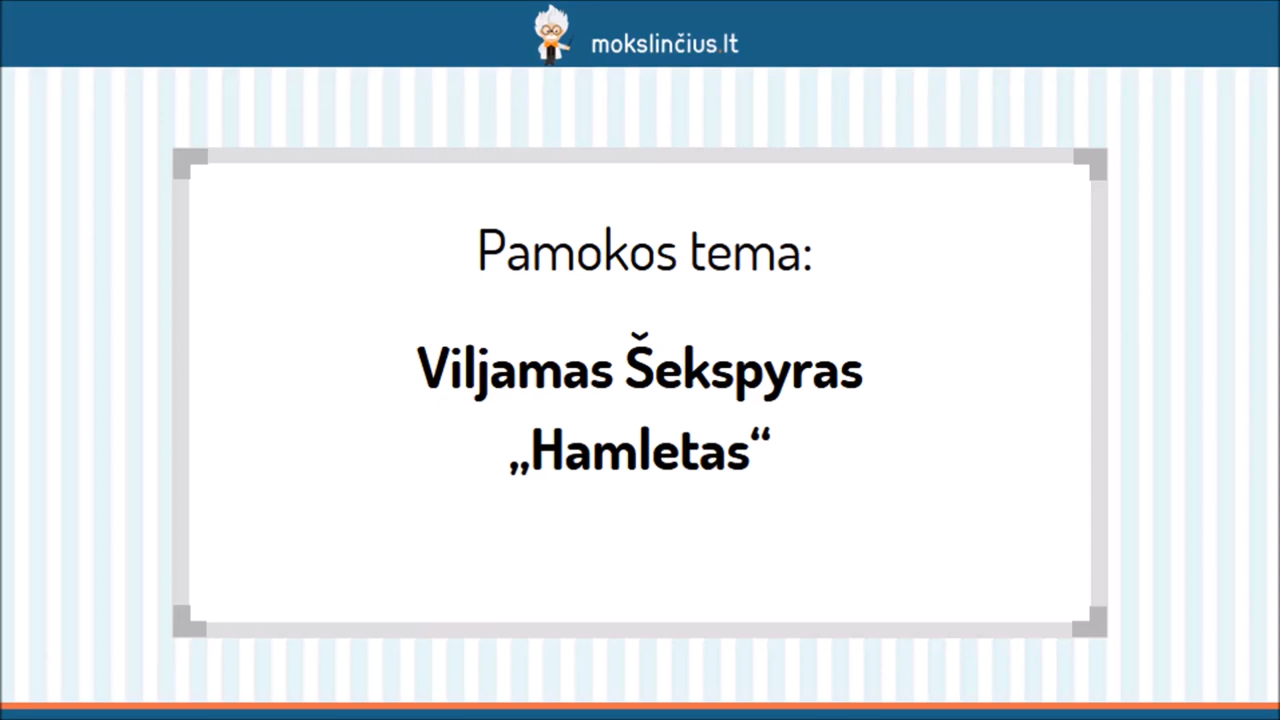 mokslinčius.lt
Pamokos tema:
Viljamas Šekspyras
„Hamletas“